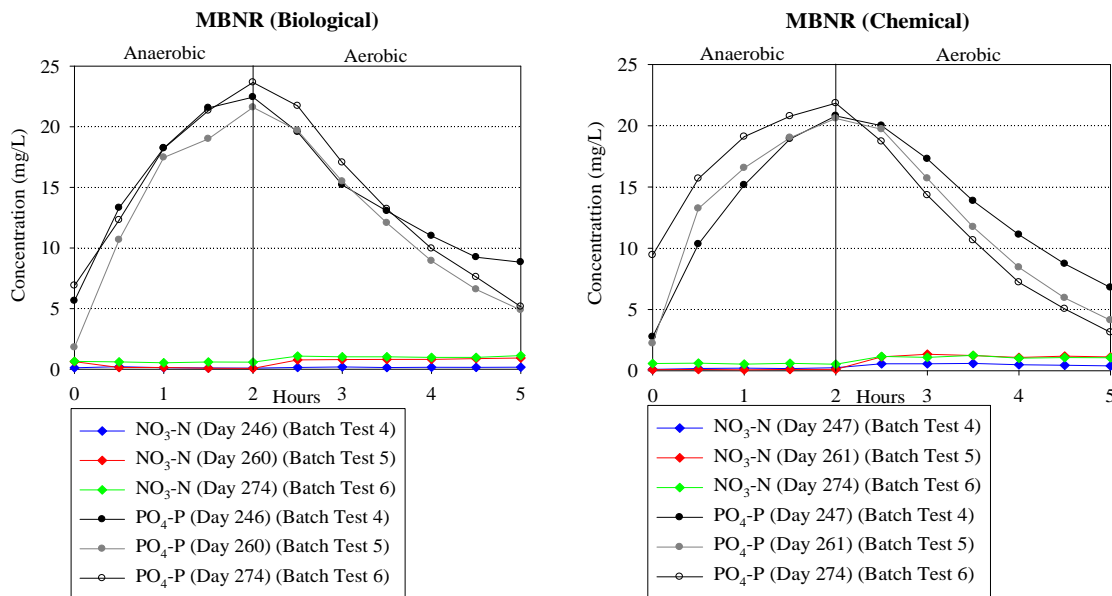 MBNR (Biological)
Anaerobic
Aerobic
25
20
15
10
5
0
Concentration (mg/L)
0
1
2
3
4
5
Hours
NO3-N (Day 246) (Batch Test 4)
NO3-N (Day 260) (Batch Test 5)
NO3-N (Day 274) (Batch Test 6)
PO4-P (Day 246) (Batch Test 4)
PO4-P (Day 260) (Batch Test 5)
PO4-P (Day 274) (Batch Test 6)
MBNR (Chemical)
Anaerobic
Aerobic
25
20
15
10
5
0
Concentrattion (mg/L)
0
1
2
3
4
5
Hours
NO3-N (Day 247) (Batch Test 4)
NO3-N (Day 261) (Batch Test 5)
NO3-N (Day 274) (Batch Test 6)
PO4-P (Day 247) (Batch Test 4)
PO4-P (Day 261) (Batch Test 5)
PO4-P (Day 274) (Batch Test 6)